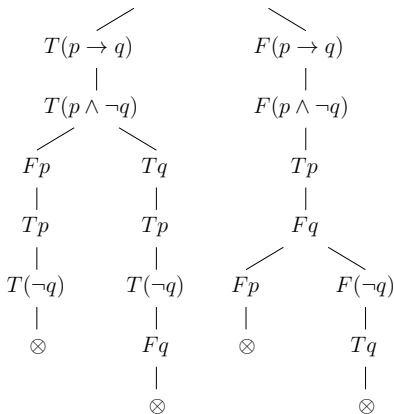 T(p → q) F(p → q)
T(p ∧ ¬q) F(p ∧ ¬q)
Fp Tq Tp
Tp Tp Fq
T(¬q) T(¬q) Fp F(¬q)
⊗ Fq ⊗ Tq
⊗ ⊗